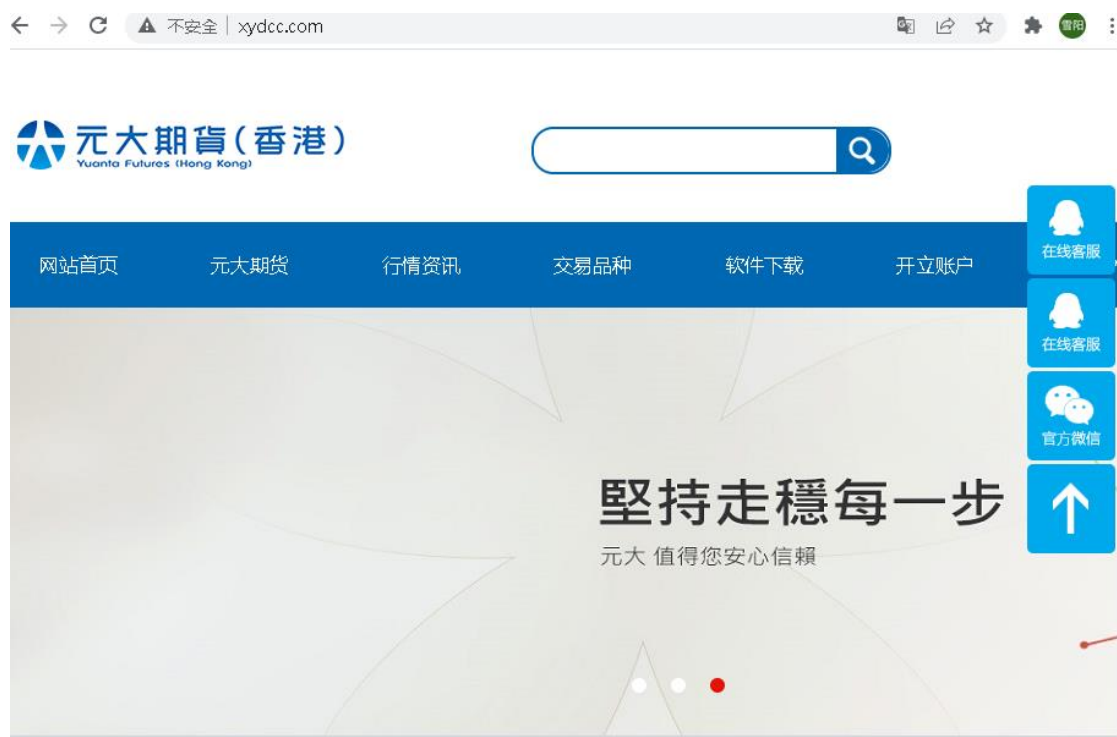 不安全 xydcc.com 雪阳
元大期貨(香港)
Yuanta Futures (Hong Kong)
网站首页 元大期货 行情资讯 交易品种 软件下载 开立账户
在线客服
在线客服
官方微信
堅持走穩每一步
元大 值得您安心信賴